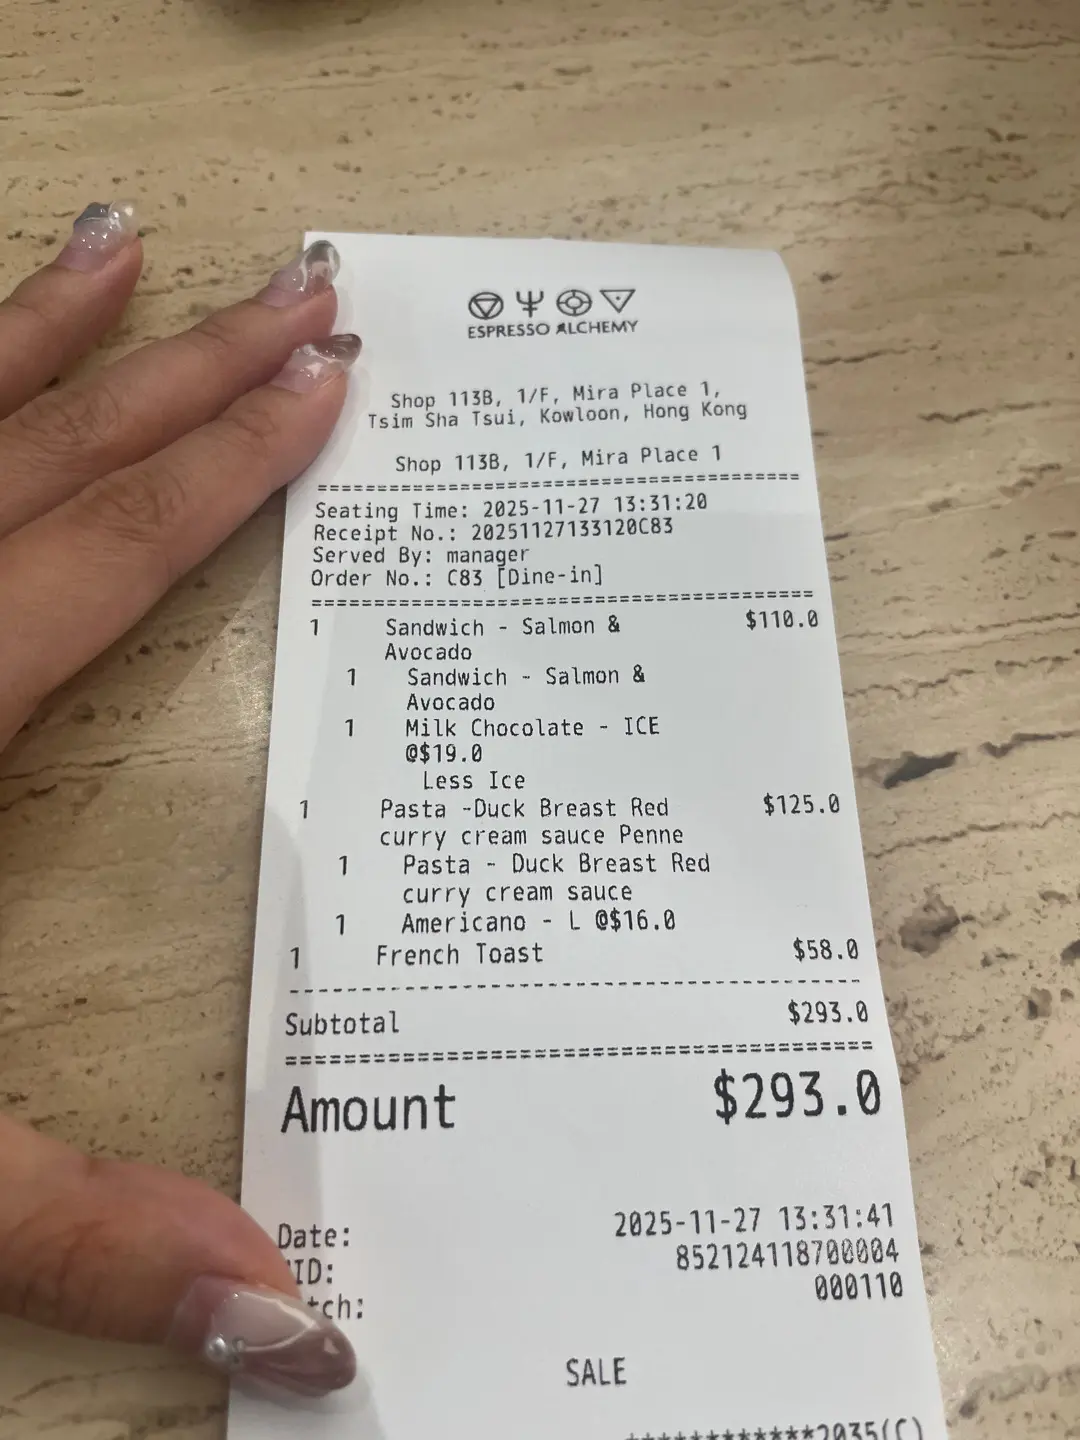 ESPRESSO ALCHEMY
Shop 113B, 1/F, Mira Place 1,
Tsim Sha Tsui, Kowloon, Hong Kong
Shop 113B, 1/F, Mira Place 1
========================================
Seating Time: 2025-11-27 13:31:20
Receipt No.: 20251127133120C83
Served By: manager
Order No.: C83 [Dine-in]
========================================
1 Sandwich - Salmon & $110.0
Avocado
1 Sandwich - Salmon &
Avocado
1 Milk Chocolate - ICE
@$19.0
Less Ice
1 Pasta -Duck Breast Red $125.0
curry cream sauce Penne
1 Pasta - Duck Breast Red
curry cream sauce
1 Americano - L @$16.0
1 French Toast $58.0
----------------------------------------
Subtotal $293.0
========================================
Amount $293.0
Date: 2025-11-27 13:31:41
ID: 852124118700004
tch: 000110
SALE
************2035(C)